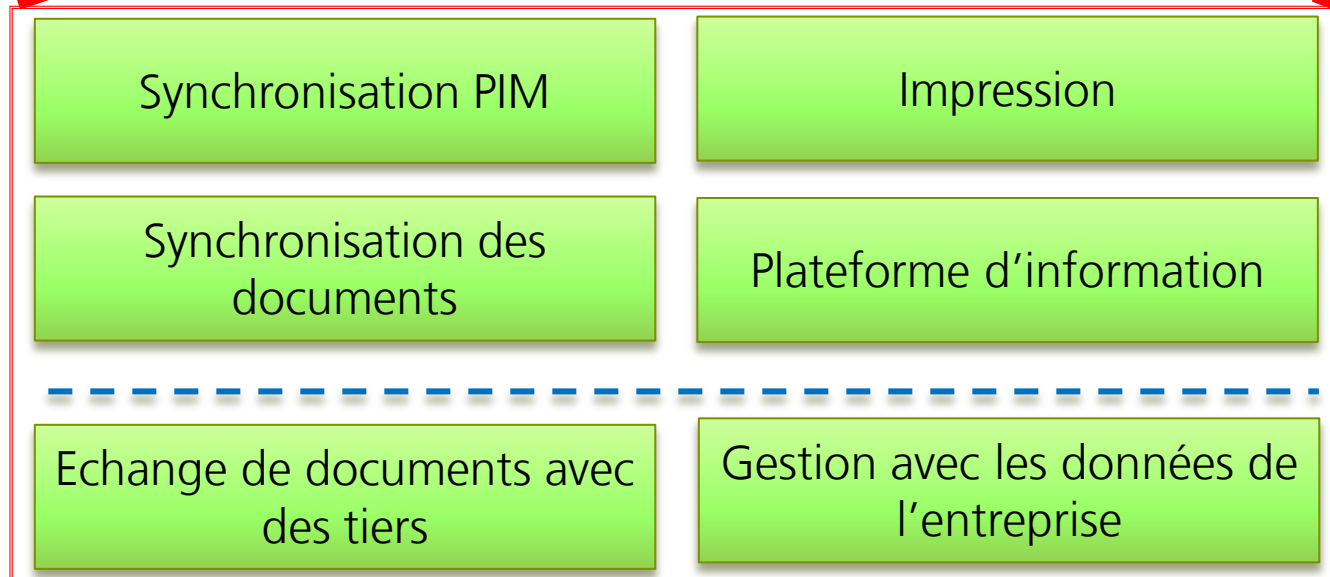 Synchronisation PIM
Impression
Synchronisation des
documents
Plateforme d’information
Echange de documents avec
des tiers
Gestion avec les données de
l’entreprise